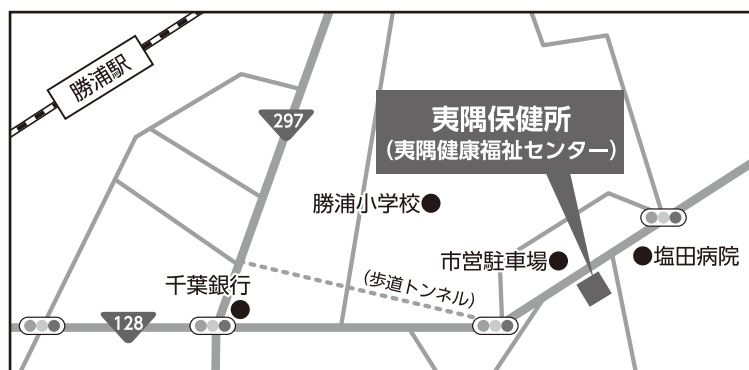 勝浦駅
297
夷隅保健所
(夷隅健康福祉センター)
勝浦小学校
市営駐車場
塩田病院
(歩道トンネル)
千葉銀行
128